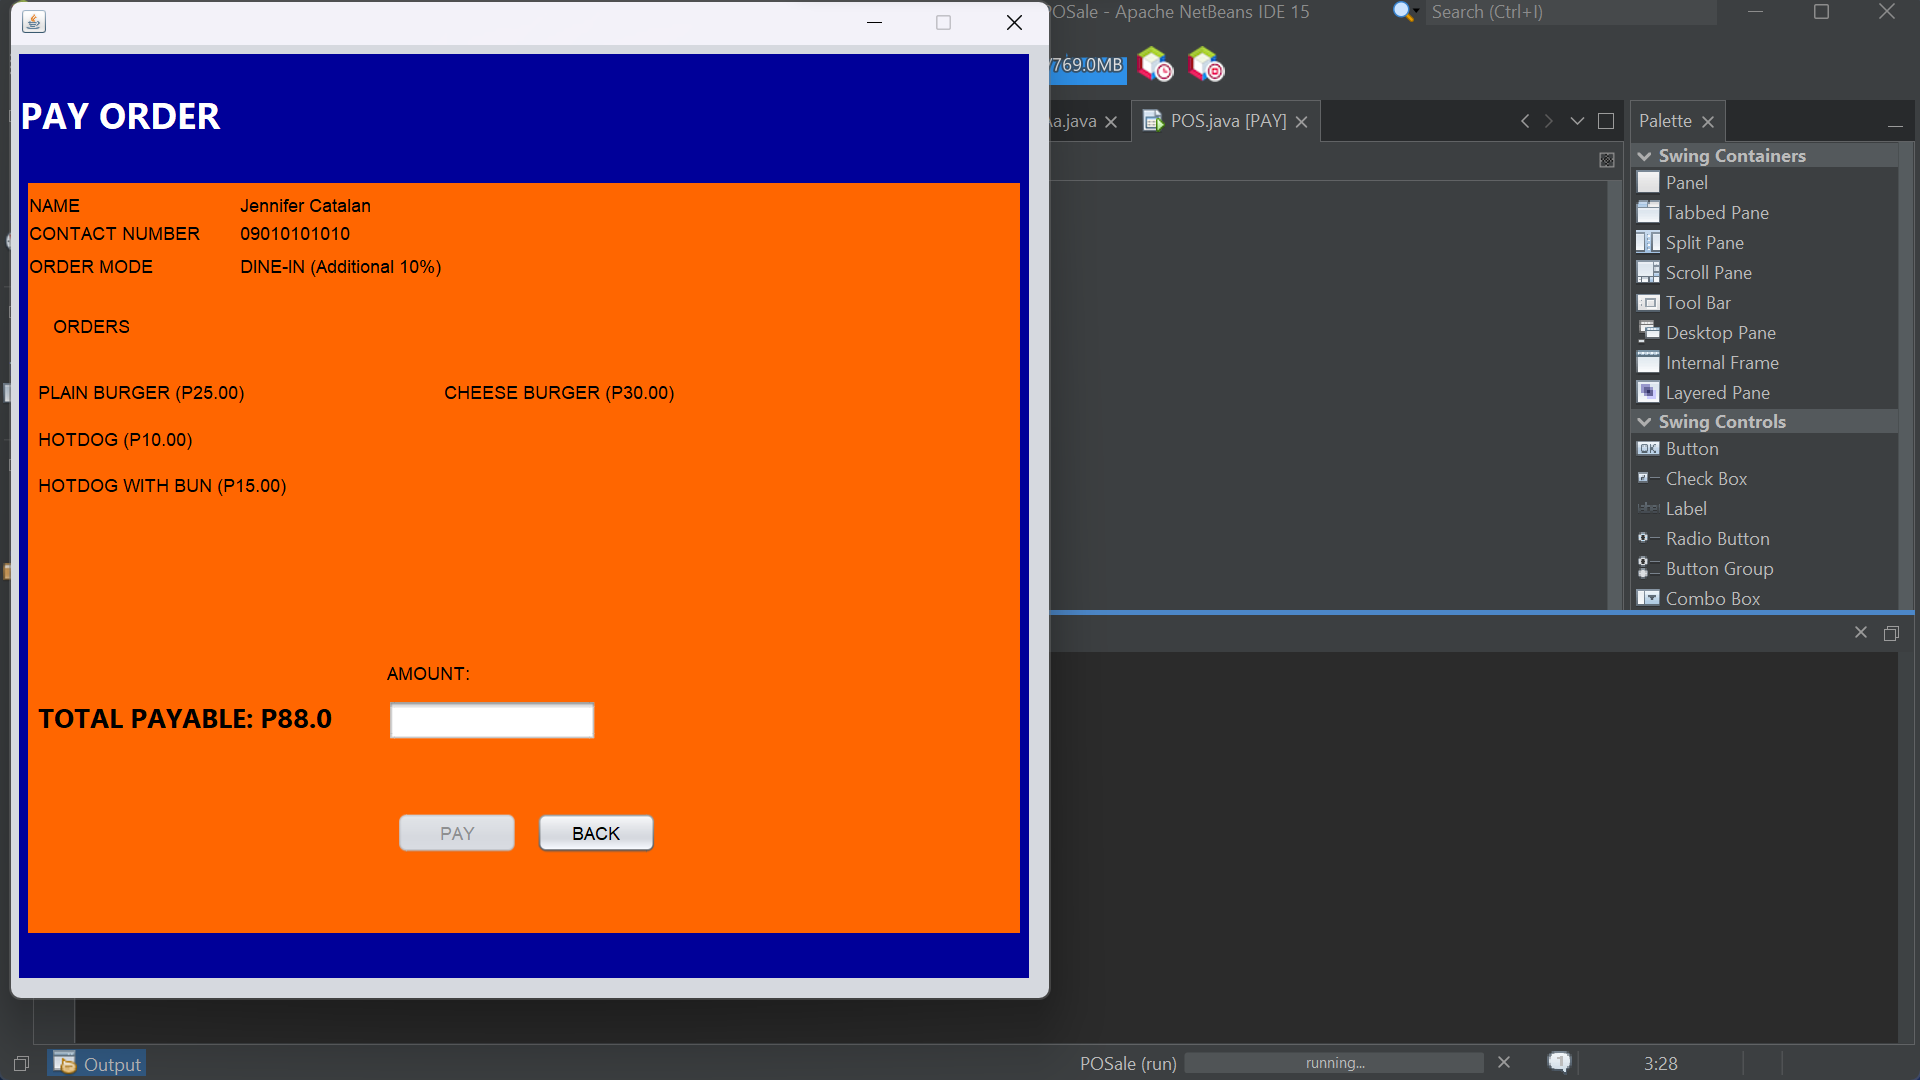 POSale - Apache NetBeans IDE 15
Search (Ctrl+I)
769.0MB
PAY ORDER
a.java
POS.java [PAY]
Palette
Swing Containers
Panel
Tabbed Pane
Split Pane
Scroll Pane
Tool Bar
Desktop Pane
Internal Frame
Layered Pane
Swing Controls
OK Button
Check Box
Label
Radio Button
Button Group
Combo Box
NAME Jennifer Catalan
CONTACT NUMBER 09010101010
ORDER MODE DINE-IN (Additional 10%)
ORDERS
PLAIN BURGER (P25.00) CHEESE BURGER (P30.00)
HOTDOG (P10.00)
HOTDOG WITH BUN (P15.00)
AMOUNT:
TOTAL PAYABLE: P88.0
PAY BACK
Output
POSale (run)
running...
1
3:28